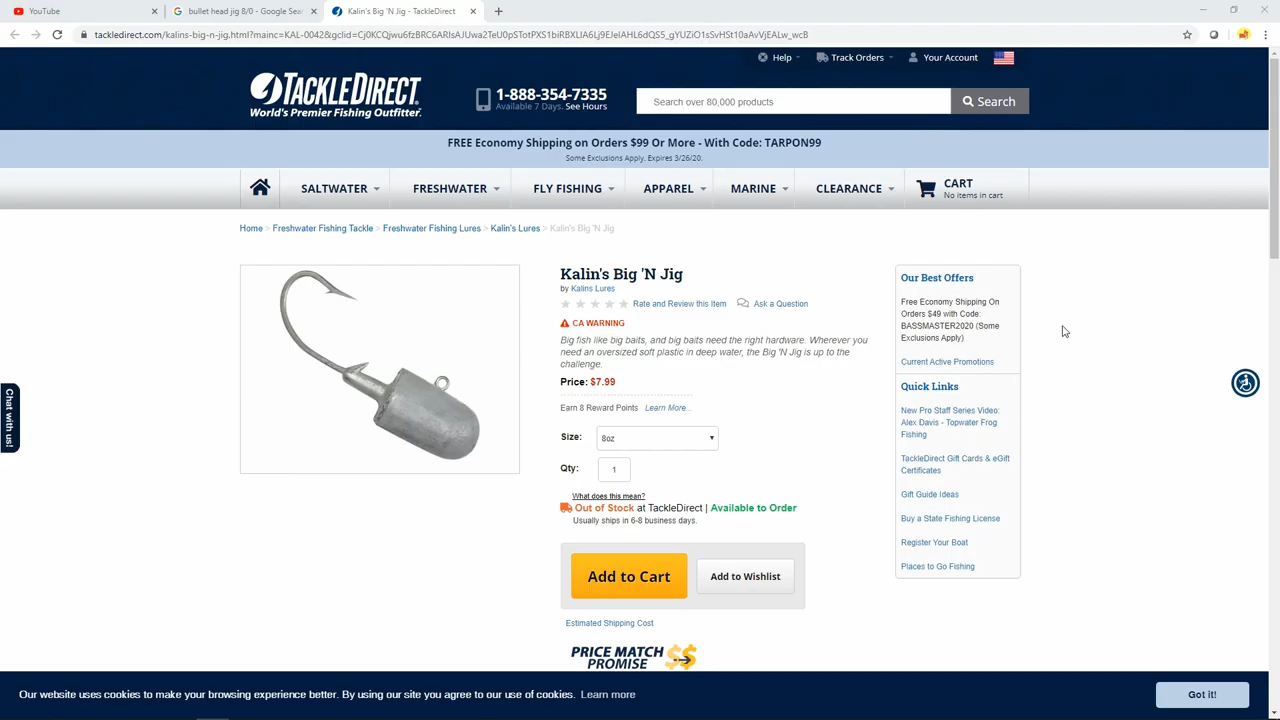 YouTube
bullet head jig 8/0 - Google Sear
Kalin's Big 'N Jig - TackleDirect
tackledirect.com/kalins-big-n-jig.html?mainc=KAL-0042&gclid=Cj0KCQjwu6fzBRC6ARIsAJUwa2TeU0pSTotPXS1biRBXLlA6Lj9EJeIAHL6dQS5_gYUZiO1sSvHSt10aAvVjEALw_wcB
Help
Track Orders
Your Account
TACKLEDIRECT
World's Premier Fishing Outfitter.
1-888-354-7335
Available 7 Days. See Hours
Search over 80,000 products
Search
FREE Economy Shipping on Orders $99 Or More - With Code: TARPON99
Some Exclusions Apply. Expires 3/26/20.
SALTWATER
FRESHWATER
FLY FISHING
APPAREL
MARINE
CLEARANCE
CART
No items in cart
Home > Freshwater Fishing Tackle > Freshwater Fishing Lures > Kalin's Lures > Kalin's Big 'N Jig
Kalin's Big 'N Jig
by Kalins Lures
Rate and Review this Item
Ask a Question
CA WARNING
Big fish like big baits, and big baits need the right hardware. Wherever you
need an oversized soft plastic in deep water, the Big 'N Jig is up to the
challenge.
Price: $7.99
Earn 8 Reward Points Learn More...
Size:
8oz
Qty:
1
What does this mean?
Out of Stock at TackleDirect | Available to Order
Usually ships in 6-8 business days.
Add to Cart
Add to Wishlist
Estimated Shipping Cost
PRICE MATCH
PROMISE
$$
Our Best Offers
Free Economy Shipping On
Orders $49 with Code:
BASSMASTER2020 (Some
Exclusions Apply)
Current Active Promotions
Quick Links
New Pro Staff Series Video:
Alex Davis - Topwater Frog
Fishing
TackleDirect Gift Cards & eGift
Certificates
Gift Guide Ideas
Buy a State Fishing License
Register Your Boat
Places to Go Fishing
Chat with us!
Our website uses cookies to make your browsing experience better. By using our site you agree to our use of cookies. Learn more
Got it!